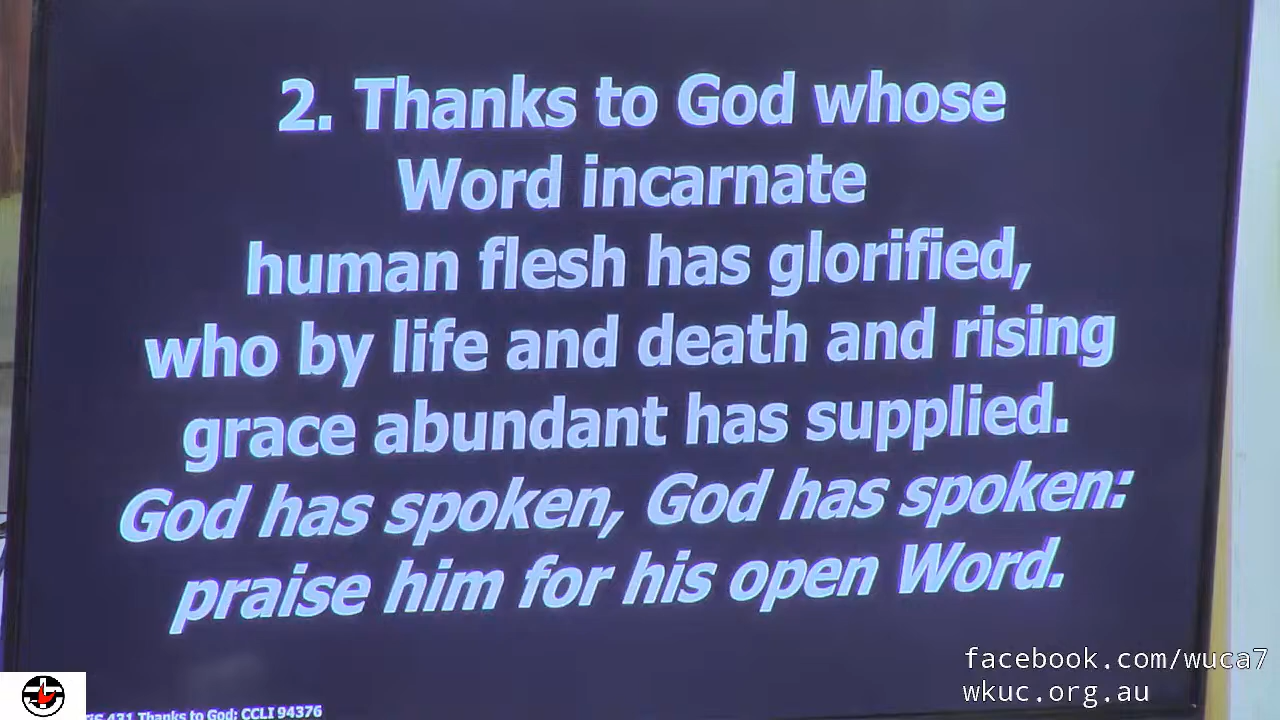 2. Thanks to God whose
Word incarnate
human flesh has glorified,
who by life and death and rising
grace abundant has supplied.
God has spoken, God has spoken:
praise him for his open Word.
facebook.com/wuca7
wkuc.org.au
431 Thanks to God: CCLI 94376